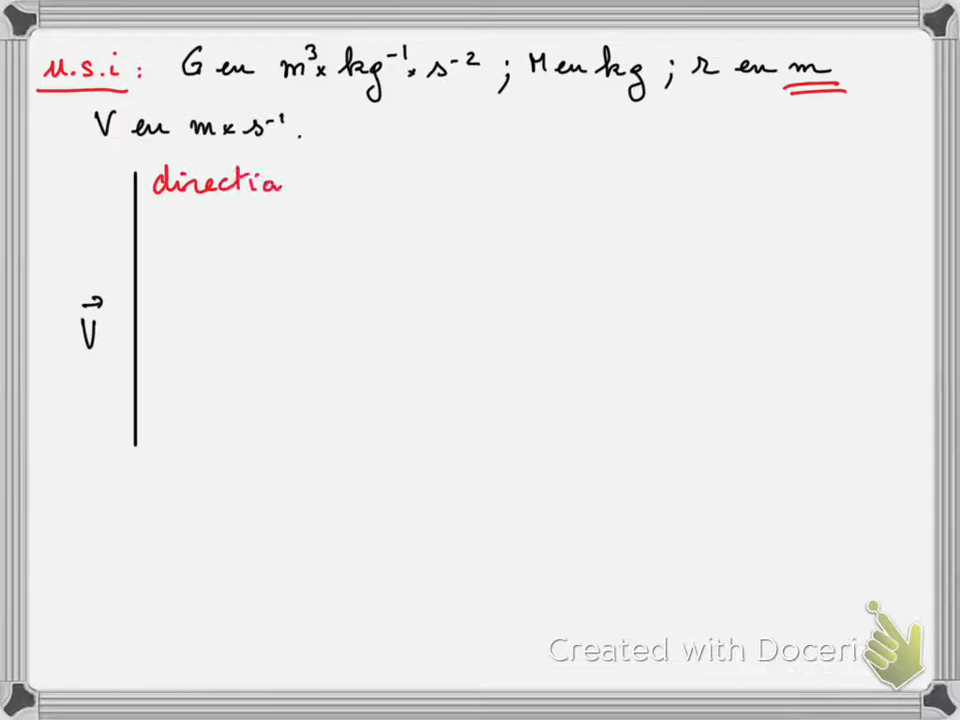 u.s.i : G en m³ × kg⁻¹ × s⁻² ; M en kg ; r en m
V en m × s⁻¹.
directio
V⃗
Created with Doceri